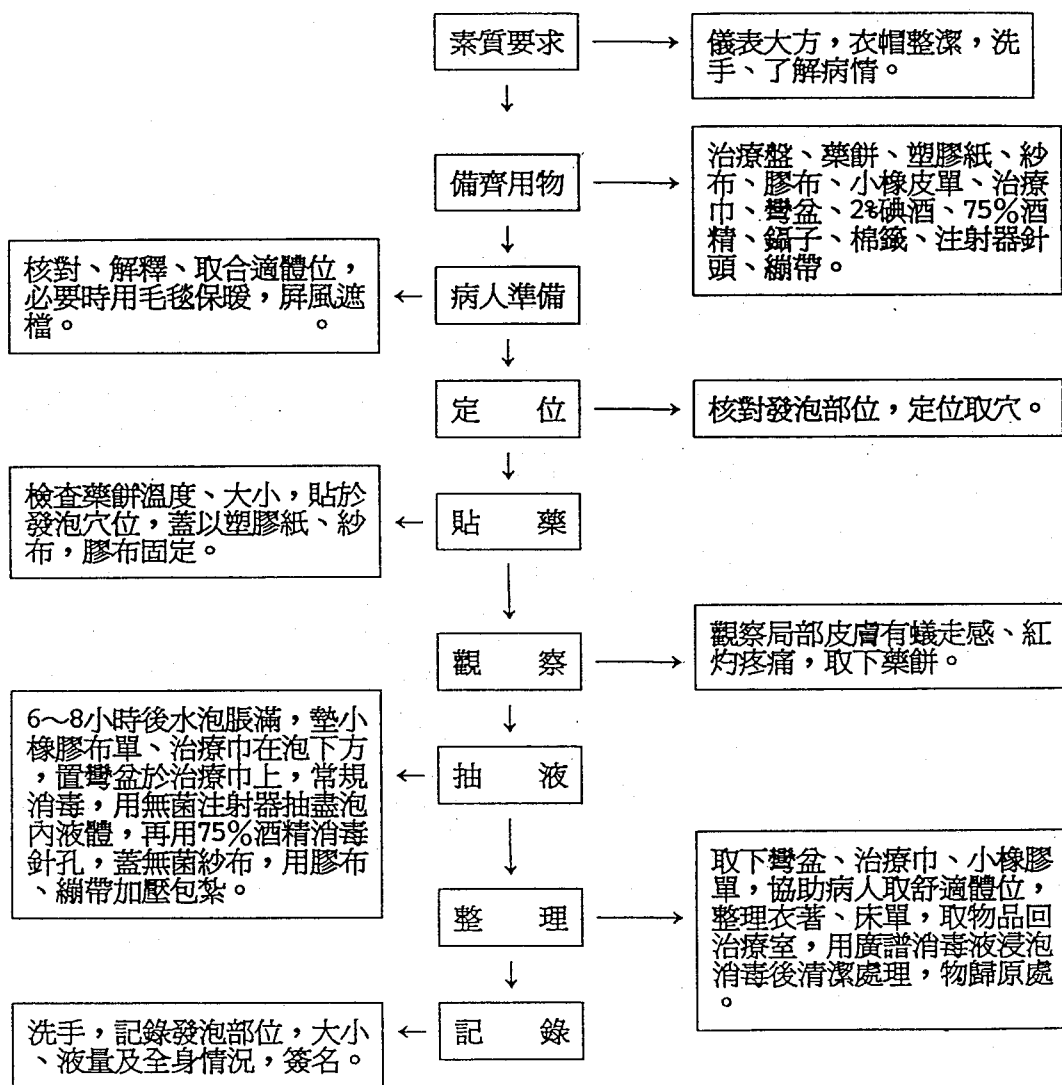 素質要求
儀表大方，衣帽整潔，洗
手、了解病情。
備齊用物
治療盤、藥餅、塑膠紙、紗
布、膠布、小橡皮單、治療
巾、彎盆、2%碘酒、75%酒
精、鑷子、棉籤、注射器針
頭、繃帶。
核對、解釋、取合適體位，
必要時用毛毯保暖，屏風遮
檔。。
病人準備
定位
核對發泡部位，定位取穴。
檢查藥餅溫度、大小，貼於
發泡穴位，蓋以塑膠紙、紗
布，膠布固定。
貼藥
觀察
觀察局部皮膚有蟻走感、紅
灼疼痛，取下藥餅。
6～8小時後水泡脹滿，墊小
橡膠布單、治療巾在泡下方
，置彎盆於治療巾上，常規
消毒，用無菌注射器抽盡泡
內液體，再用75%酒精消毒
針孔，蓋無菌紗布，用膠布
、繃帶加壓包紮。
抽液
整理
取下彎盆、治療巾、小橡膠
單，協助病人取舒適體位，
整理衣著、床單，取物品回
治療室，用廣譜消毒液浸泡
消毒後清潔處理，物歸原處
。
洗手，記錄發泡部位，大小
、液量及全身情況，簽名。
記錄